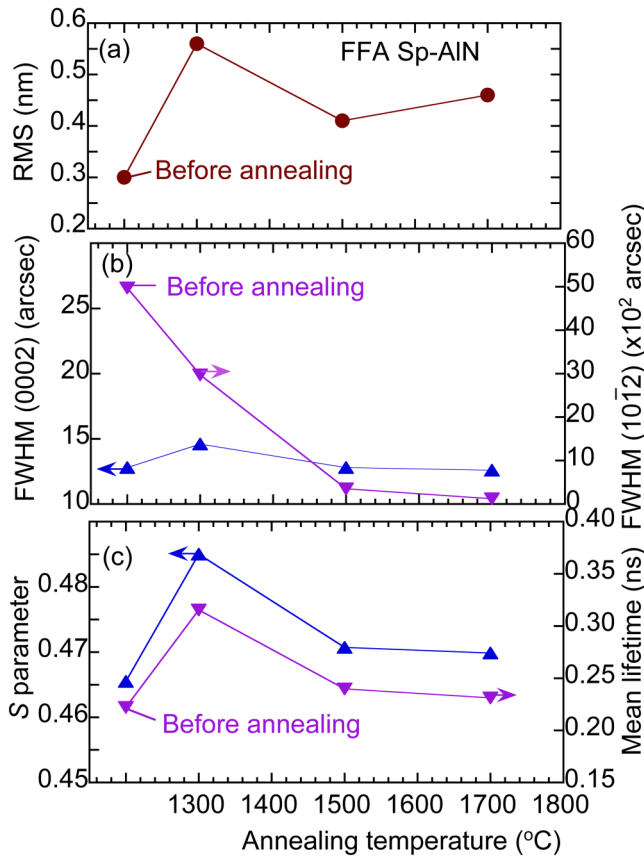 (a)
FFA Sp-AlN
0.6
0.5
0.4
0.3
0.2
RMS (nm)
Before annealing
(b)
Before annealing
25
20
15
10
FWHM (0002) (arcsec)
60
50
40
30
20
10
0
FWHM (101̄2) (x10² arcsec)
(c)
Before annealing
0.48
0.47
0.46
0.45
S parameter
0.40
0.35
0.30
0.25
0.20
0.15
Mean lifetime (ns)
1300 1400 1500 1600 1700 1800
Annealing temperature (°C)